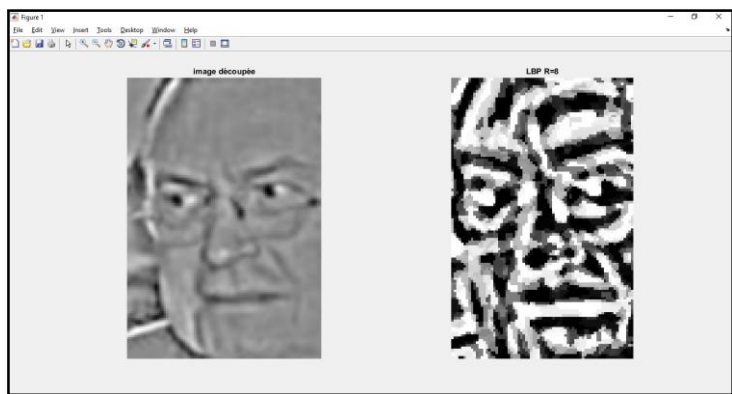 Figure 1
File Edit View Insert Tools Desktop Window Help
image découpée
LBP R=8